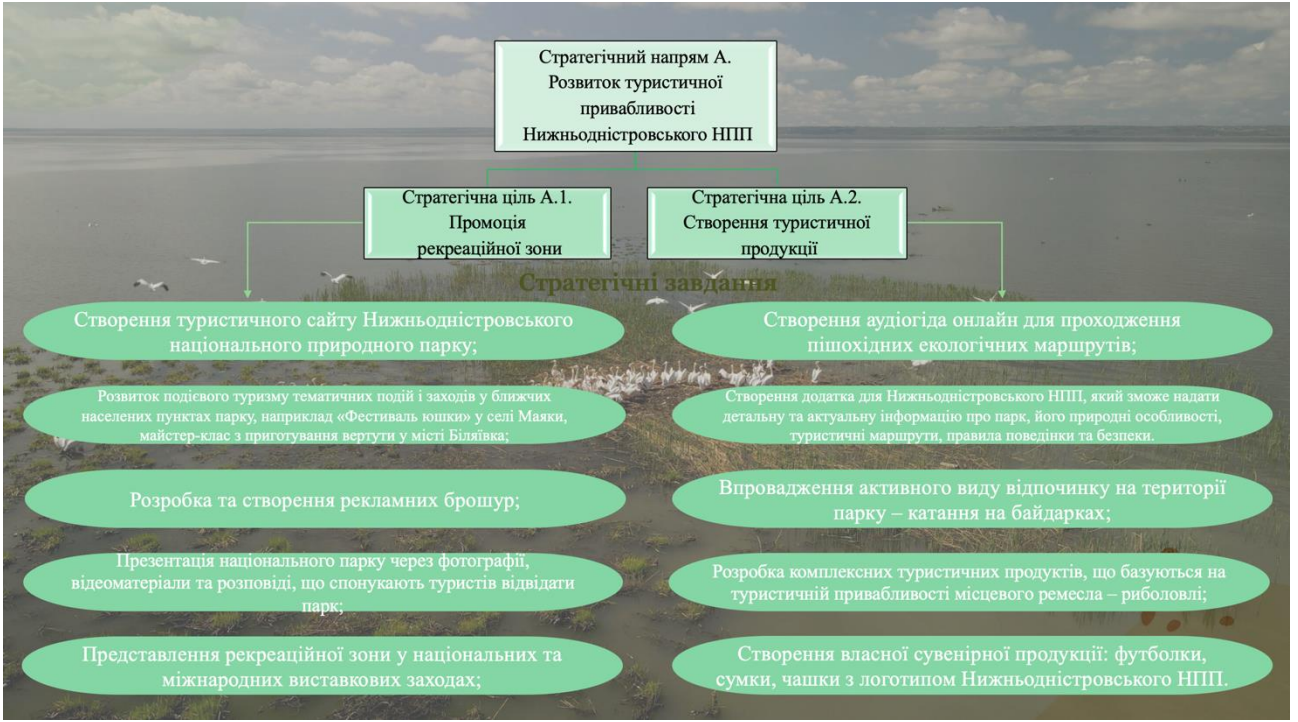 Стратегічний напрям А.
Розвиток туристичної
привабливості
Нижньодністровського НПП
Стратегічна ціль А.1.
Промоція
рекреаційної зони
Стратегічна ціль А.2.
Створення туристичної
продукції
Стратегічні завдання
Створення туристичного сайту Нижньодністровського
національного природного парку;
Розвиток подієвого туризму тематичних подій і заходів у ближчих
населених пунктах парку, наприклад «Фестиваль юшки» у селі Маяки,
майстер-клас з приготування вертути у місті Біляївка;
Розробка та створення рекламних брошур;
Презентація національного парку через фотографії,
відеоматеріали та розповіді, що спонукають туристів відвідати
парк;
Представлення рекреаційної зони у національних та
міжнародних виставкових заходах;
Створення аудіогіда онлайн для проходження
пішохідних екологічних маршрутів;
Створення додатка для Нижньодністровського НПП, який зможе надати
детальну та актуальну інформацію про парк, його природні особливості,
туристичні маршрути, правила поведінки та безпеки.
Впровадження активного виду відпочинку на території
парку – катання на байдарках;
Розробка комплексних туристичних продуктів, що базуються на
туристичній привабливості місцевого ремесла – риболовлі;
Створення власної сувенірної продукції: футболки,
сумки, чашки з логотипом Нижньодністровського НПП.